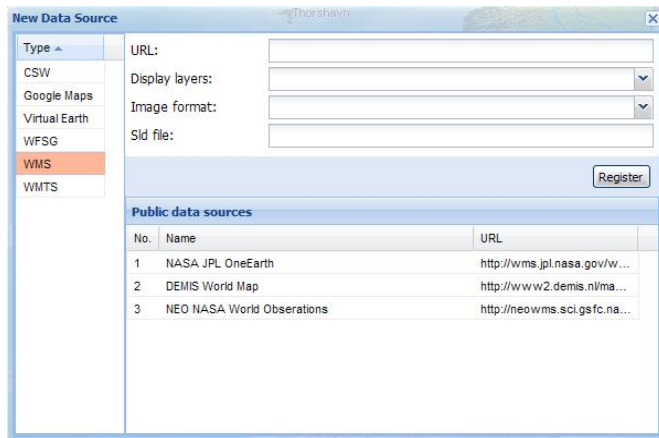 Thorshavn
New Data Source
Type
CSW
Google Maps
Virtual Earth
WFSG
WMS
WMTS
URL:
Display layers:
Image format:
Sld file:
Register
Public data sources
No. Name URL
1 NASA JPL OneEarth http://wms.jpl.nasa.gov/w...
2 DEMIS World Map http://www2.demis.nl/ma...
3 NEO NASA World Obserations http://neowms.sci.gsfc.na...